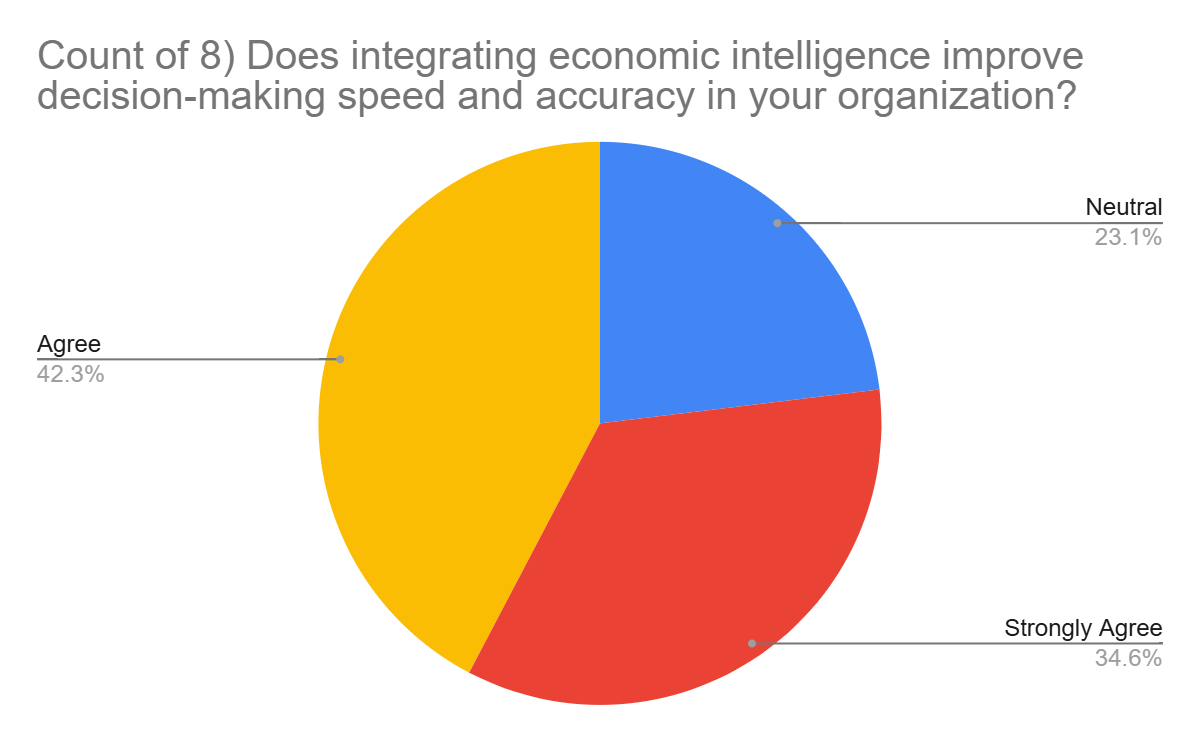 Count of 8) Does integrating economic intelligence improve
decision-making speed and accuracy in your organization?
Neutral
23.1%
Agree
42.3%
Strongly Agree
34.6%